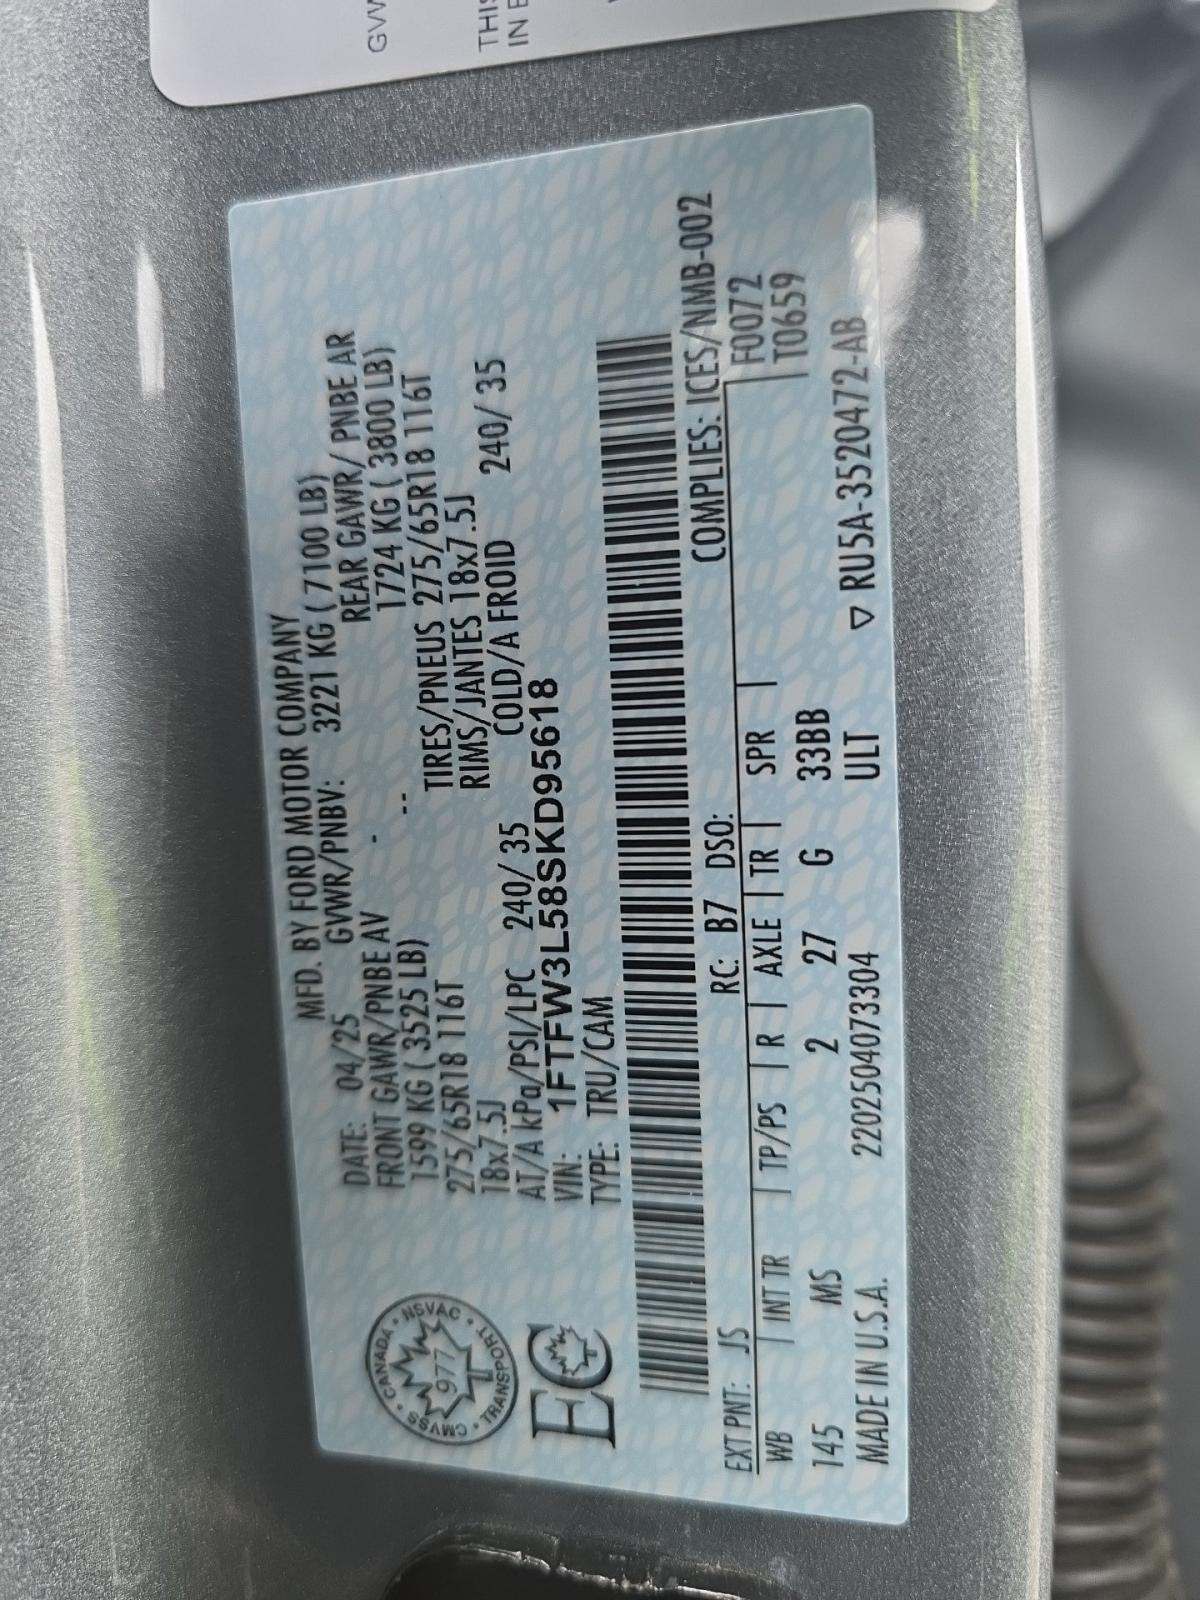 GVW
THIS
IN E
MFD. BY FORD MOTOR COMPANY
DATE: 04/25 GVWR/PNBV: 3221 KG ( 7100 LB)
FRONT GAWR/PNBE AV - REAR GAWR/ PNBE AR
1599 KG ( 3525 LB) -- 1724 KG ( 3800 LB)
275/65R18 116T TIRES/PNEUS 275/65R18 116T
18x7.5J RIMS/JANTES 18x7.5J
AT/A kPa/PSI/LPC 240/ 35 COLD/A FROID 240/ 35
VIN: 1FTFW3L58SKD95618
TYPE: TRU/CAM
CANADA • NSVAC • TRANSPORT • CMVSS •
977
EC
COMPLIES: ICES/NMB-002
EXT PNT: JS RC: B7 DSO: F0072
WB | INT TR | TP/PS | R | AXLE | TR | SPR | T0659
145 MS 2 27 G 33BB
2202504073304 ULT
MADE IN U.S.A. ▽ RU5A-3520472-AB